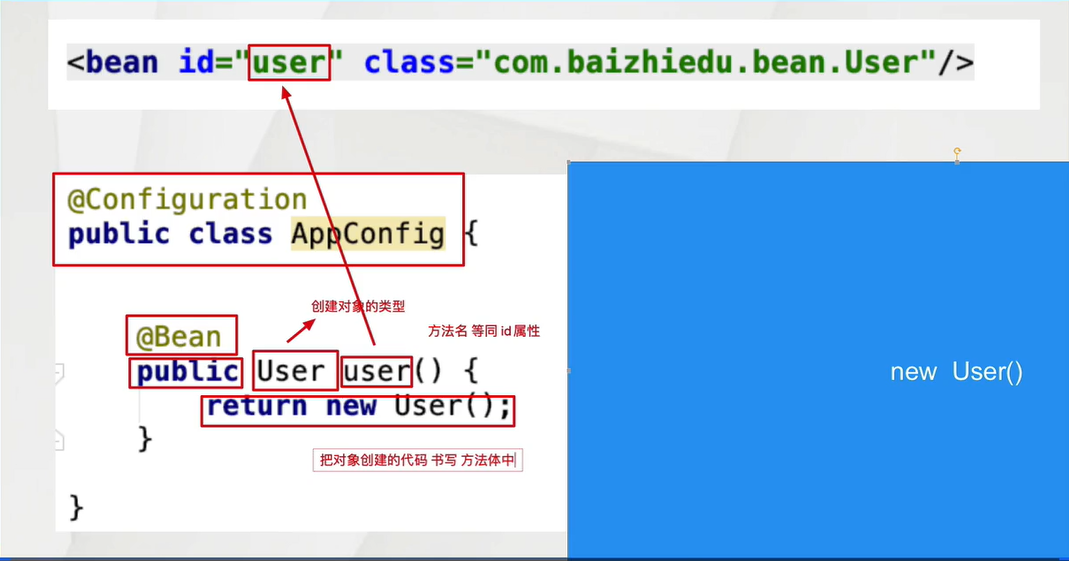 <bean id="user" class="com.baizhiedu.bean.User"/>
@Configuration
public class AppConfig {
创建对象的类型
方法名 等同 id属性
@Bean
public User user() {
return new User();
}
把对象创建的代码 书写 方法体中
}
new User()